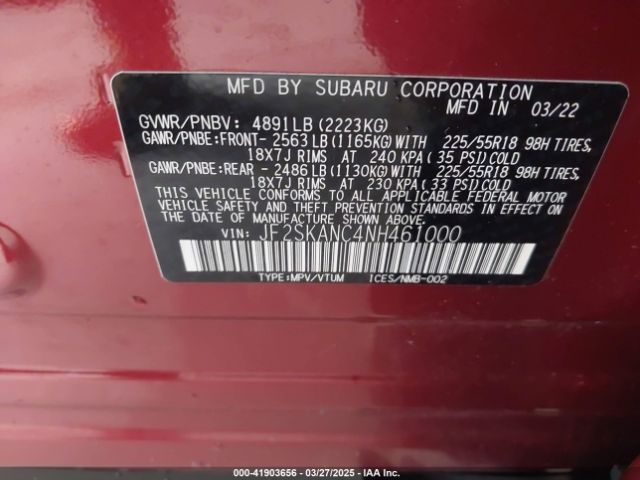 MFD BY SUBARU CORPORATION
GVWR/PNBV: 4891LB (2223KG) MFD IN 03/22
GAWR/PNBE:FRONT- 2563LB (1165KG)WITH 225/55R18 98H TIRES,
18X7J RIMS AT 240 KPA (35 PSI)COLD
GAWR/PNBE:REAR - 2486LB (1130KG)WITH 225/55R18 98H TIRES,
18X7J RIMS AT 230 KPA (33 PSI)COLD
THIS VEHICLE CONFORMS TO ALL APPLICABLE FEDERAL MOTOR
VEHICLE SAFETY, BUMPER, AND THEFT PREVENTION STANDARDS
IN EFFECT ON THE DATE OF MANUFACTURE SHOWN ABOVE.
VIN: JF2SKANC4NH461000
TYPE:MPV/VTUM ICES/NMB-002
000-41903656 | 03/27/2025 - IAA Inc.